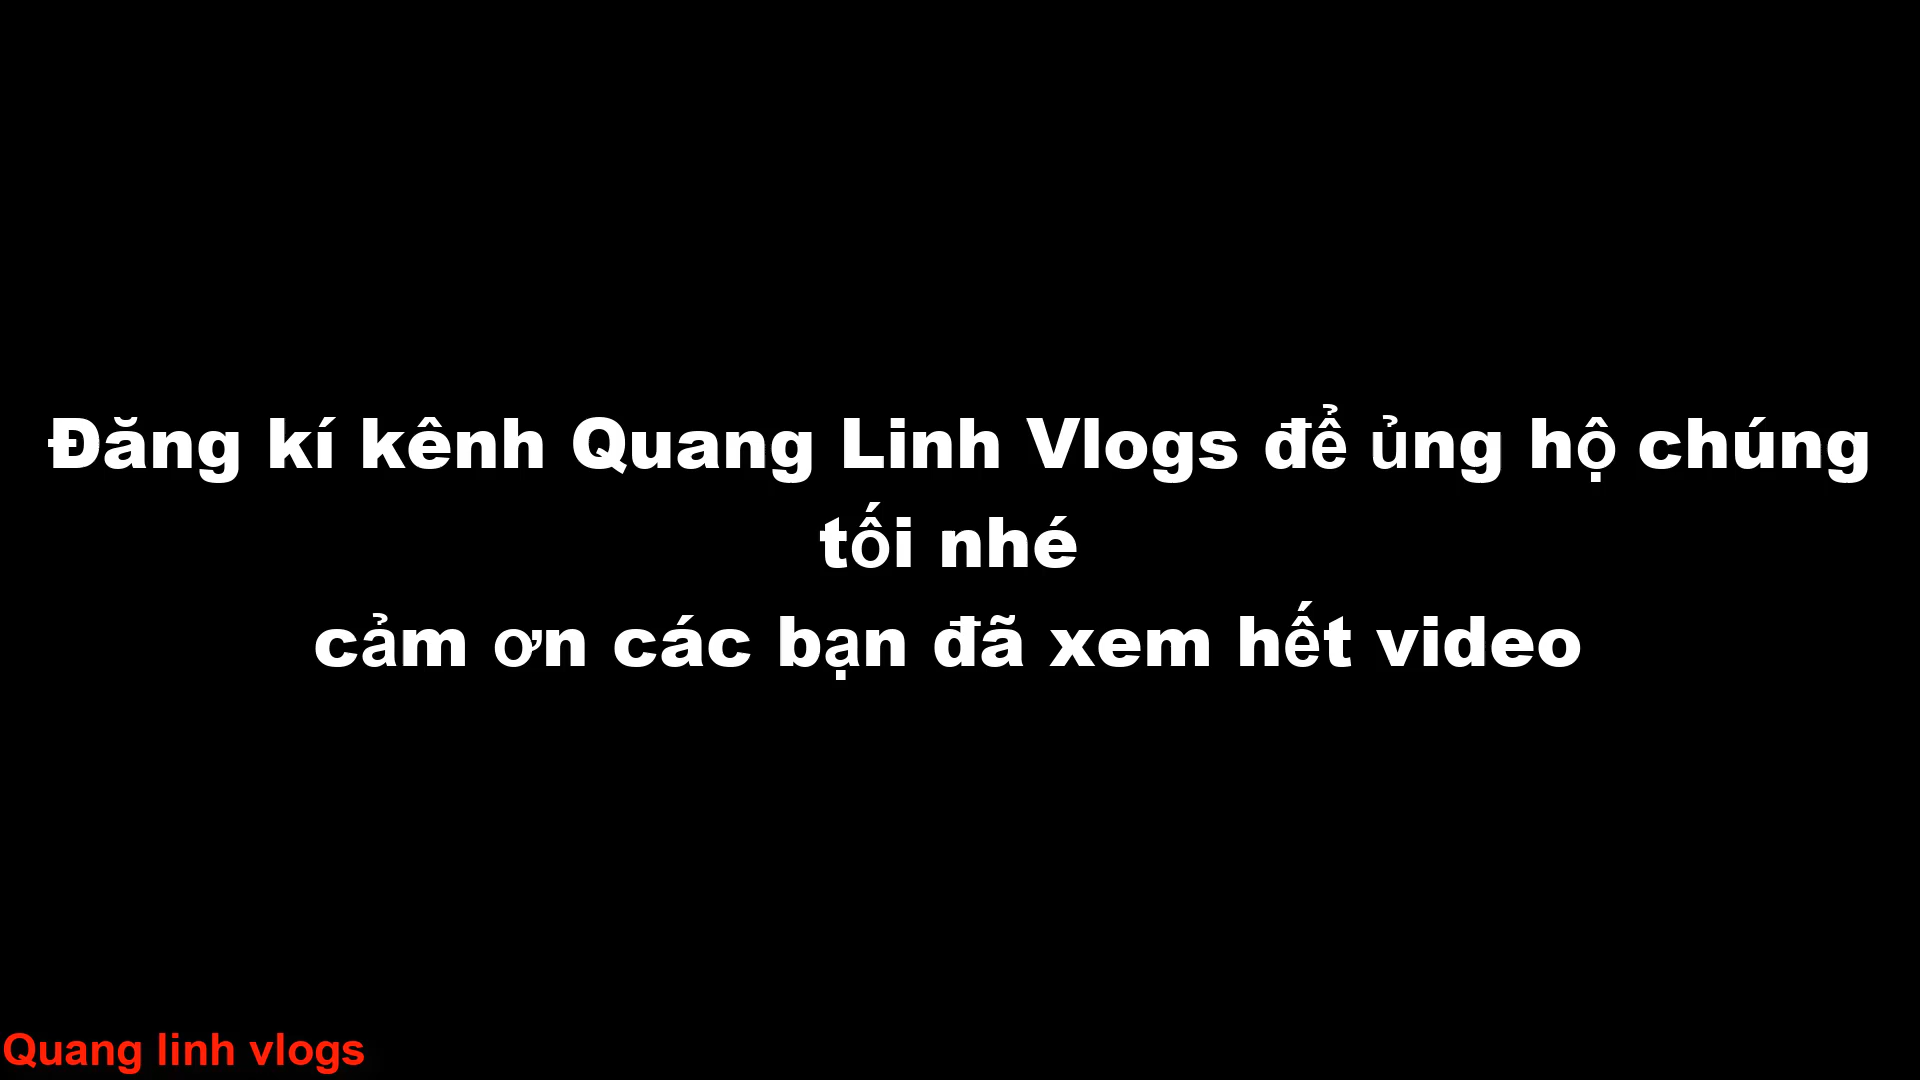 Đăng kí kênh Quang Linh Vlogs để ủng hộ chúng
tối nhé
cảm ơn các bạn đã xem hết video
Quang linh vlogs